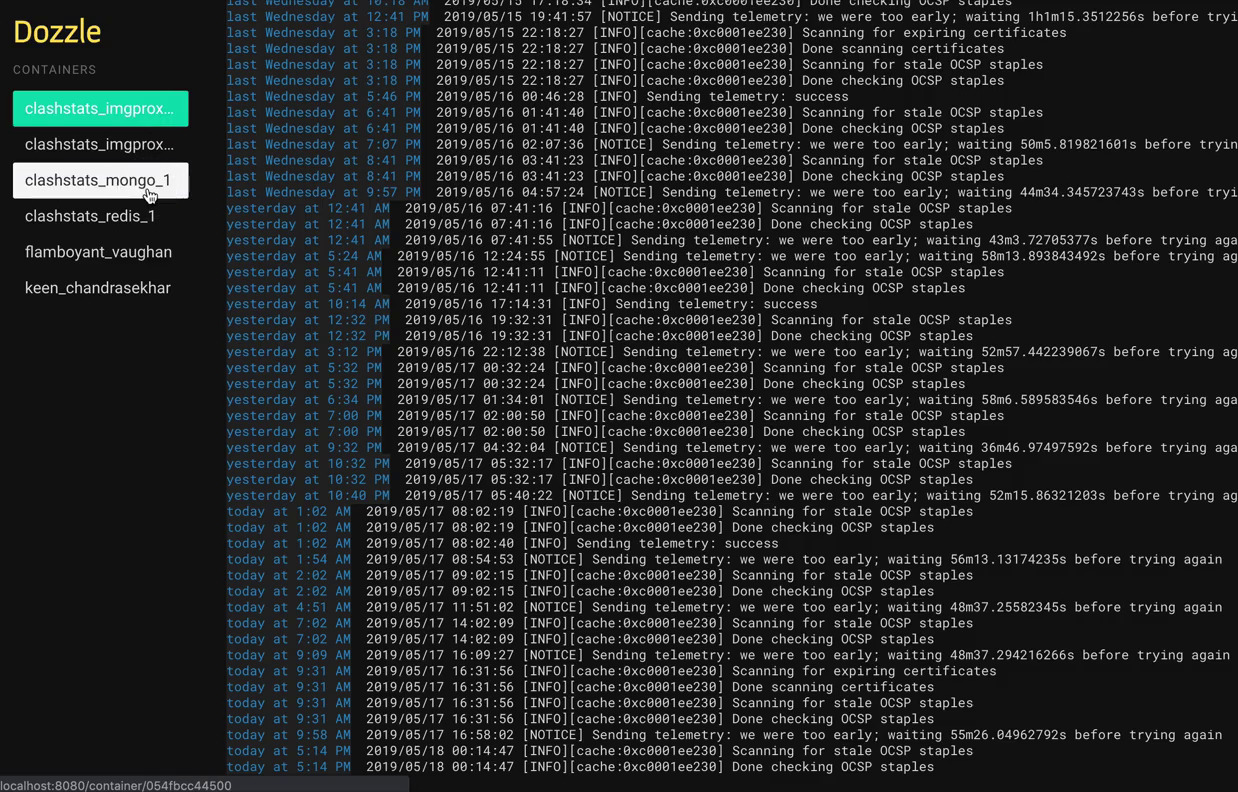 Dozzle
CONTAINERS
clashstats_imgprox...
clashstats_imgprox...
clashstats_mongo_1
clashstats_redis_1
flamboyant_vaughan
keen_chandrasekhar
last Wednesday at 10:18 AM 2019/05/15 17:18:34 [INFO][cache:0xc0001ee230] Done checking OCSP staples
last Wednesday at 12:41 PM 2019/05/15 19:41:57 [NOTICE] Sending telemetry: we were too early; waiting 1h1m15.3512256s before tryi
last Wednesday at 3:18 PM 2019/05/15 22:18:27 [INFO][cache:0xc0001ee230] Scanning for expiring certificates
last Wednesday at 3:18 PM 2019/05/15 22:18:27 [INFO][cache:0xc0001ee230] Done scanning certificates
last Wednesday at 3:18 PM 2019/05/15 22:18:27 [INFO][cache:0xc0001ee230] Scanning for stale OCSP staples
last Wednesday at 3:18 PM 2019/05/15 22:18:27 [INFO][cache:0xc0001ee230] Done checking OCSP staples
last Wednesday at 5:46 PM 2019/05/16 00:46:28 [INFO] Sending telemetry: success
last Wednesday at 6:41 PM 2019/05/16 01:41:40 [INFO][cache:0xc0001ee230] Scanning for stale OCSP staples
last Wednesday at 6:41 PM 2019/05/16 01:41:40 [INFO][cache:0xc0001ee230] Done checking OCSP staples
last Wednesday at 7:07 PM 2019/05/16 02:07:36 [NOTICE] Sending telemetry: we were too early; waiting 50m5.819821601s before tryin
last Wednesday at 8:41 PM 2019/05/16 03:41:23 [INFO][cache:0xc0001ee230] Scanning for stale OCSP staples
last Wednesday at 8:41 PM 2019/05/16 03:41:23 [INFO][cache:0xc0001ee230] Done checking OCSP staples
last Wednesday at 9:57 PM 2019/05/16 04:57:24 [NOTICE] Sending telemetry: we were too early; waiting 44m34.345723743s before tryi
yesterday at 12:41 AM 2019/05/16 07:41:16 [INFO][cache:0xc0001ee230] Scanning for stale OCSP staples
yesterday at 12:41 AM 2019/05/16 07:41:16 [INFO][cache:0xc0001ee230] Done checking OCSP staples
yesterday at 12:41 AM 2019/05/16 07:41:55 [NOTICE] Sending telemetry: we were too early; waiting 43m3.72705377s before trying aga
yesterday at 5:24 AM 2019/05/16 12:24:55 [NOTICE] Sending telemetry: we were too early; waiting 58m13.893843492s before trying ag
yesterday at 5:41 AM 2019/05/16 12:41:11 [INFO][cache:0xc0001ee230] Scanning for stale OCSP staples
yesterday at 5:41 AM 2019/05/16 12:41:11 [INFO][cache:0xc0001ee230] Done checking OCSP staples
yesterday at 10:14 AM 2019/05/16 17:14:31 [INFO] Sending telemetry: success
yesterday at 12:32 PM 2019/05/16 19:32:31 [INFO][cache:0xc0001ee230] Scanning for stale OCSP staples
yesterday at 12:32 PM 2019/05/16 19:32:31 [INFO][cache:0xc0001ee230] Done checking OCSP staples
yesterday at 3:12 PM 2019/05/16 22:12:38 [NOTICE] Sending telemetry: we were too early; waiting 52m57.442239067s before trying ag
yesterday at 5:32 PM 2019/05/17 00:32:24 [INFO][cache:0xc0001ee230] Scanning for stale OCSP staples
yesterday at 5:32 PM 2019/05/17 00:32:24 [INFO][cache:0xc0001ee230] Done checking OCSP staples
yesterday at 6:34 PM 2019/05/17 01:34:01 [NOTICE] Sending telemetry: we were too early; waiting 58m6.589583546s before trying aga
yesterday at 7:00 PM 2019/05/17 02:00:50 [INFO][cache:0xc0001ee230] Scanning for stale OCSP staples
yesterday at 7:00 PM 2019/05/17 02:00:50 [INFO][cache:0xc0001ee230] Done checking OCSP staples
yesterday at 9:32 PM 2019/05/17 04:32:04 [NOTICE] Sending telemetry: we were too early; waiting 36m46.97497592s before trying aga
yesterday at 10:32 PM 2019/05/17 05:32:17 [INFO][cache:0xc0001ee230] Scanning for stale OCSP staples
yesterday at 10:32 PM 2019/05/17 05:32:17 [INFO][cache:0xc0001ee230] Done checking OCSP staples
yesterday at 10:40 PM 2019/05/17 05:40:22 [NOTICE] Sending telemetry: we were too early; waiting 52m15.86321203s before trying ag
today at 1:02 AM 2019/05/17 08:02:19 [INFO][cache:0xc0001ee230] Scanning for stale OCSP staples
today at 1:02 AM 2019/05/17 08:02:19 [INFO][cache:0xc0001ee230] Done checking OCSP staples
today at 1:02 AM 2019/05/17 08:02:40 [INFO] Sending telemetry: success
today at 1:54 AM 2019/05/17 08:54:53 [NOTICE] Sending telemetry: we were too early; waiting 56m13.13174235s before trying again
today at 2:02 AM 2019/05/17 09:02:15 [INFO][cache:0xc0001ee230] Scanning for stale OCSP staples
today at 2:02 AM 2019/05/17 09:02:15 [INFO][cache:0xc0001ee230] Done checking OCSP staples
today at 4:51 AM 2019/05/17 11:51:02 [NOTICE] Sending telemetry: we were too early; waiting 48m37.25582345s before trying again
today at 7:02 AM 2019/05/17 14:02:09 [INFO][cache:0xc0001ee230] Scanning for stale OCSP staples
today at 7:02 AM 2019/05/17 14:02:09 [INFO][cache:0xc0001ee230] Done checking OCSP staples
today at 9:09 AM 2019/05/17 16:09:27 [NOTICE] Sending telemetry: we were too early; waiting 48m37.294216266s before trying again
today at 9:31 AM 2019/05/17 16:31:56 [INFO][cache:0xc0001ee230] Scanning for expiring certificates
today at 9:31 AM 2019/05/17 16:31:56 [INFO][cache:0xc0001ee230] Done scanning certificates
today at 9:31 AM 2019/05/17 16:31:56 [INFO][cache:0xc0001ee230] Scanning for stale OCSP staples
today at 9:31 AM 2019/05/17 16:31:56 [INFO][cache:0xc0001ee230] Done checking OCSP staples
today at 9:58 AM 2019/05/17 16:58:02 [NOTICE] Sending telemetry: we were too early; waiting 55m26.04962792s before trying again
today at 5:14 PM 2019/05/18 00:14:47 [INFO][cache:0xc0001ee230] Scanning for stale OCSP staples
today at 5:14 PM 2019/05/18 00:14:47 [INFO][cache:0xc0001ee230] Done checking OCSP staples
localhost:8080/container/054fbcc44500